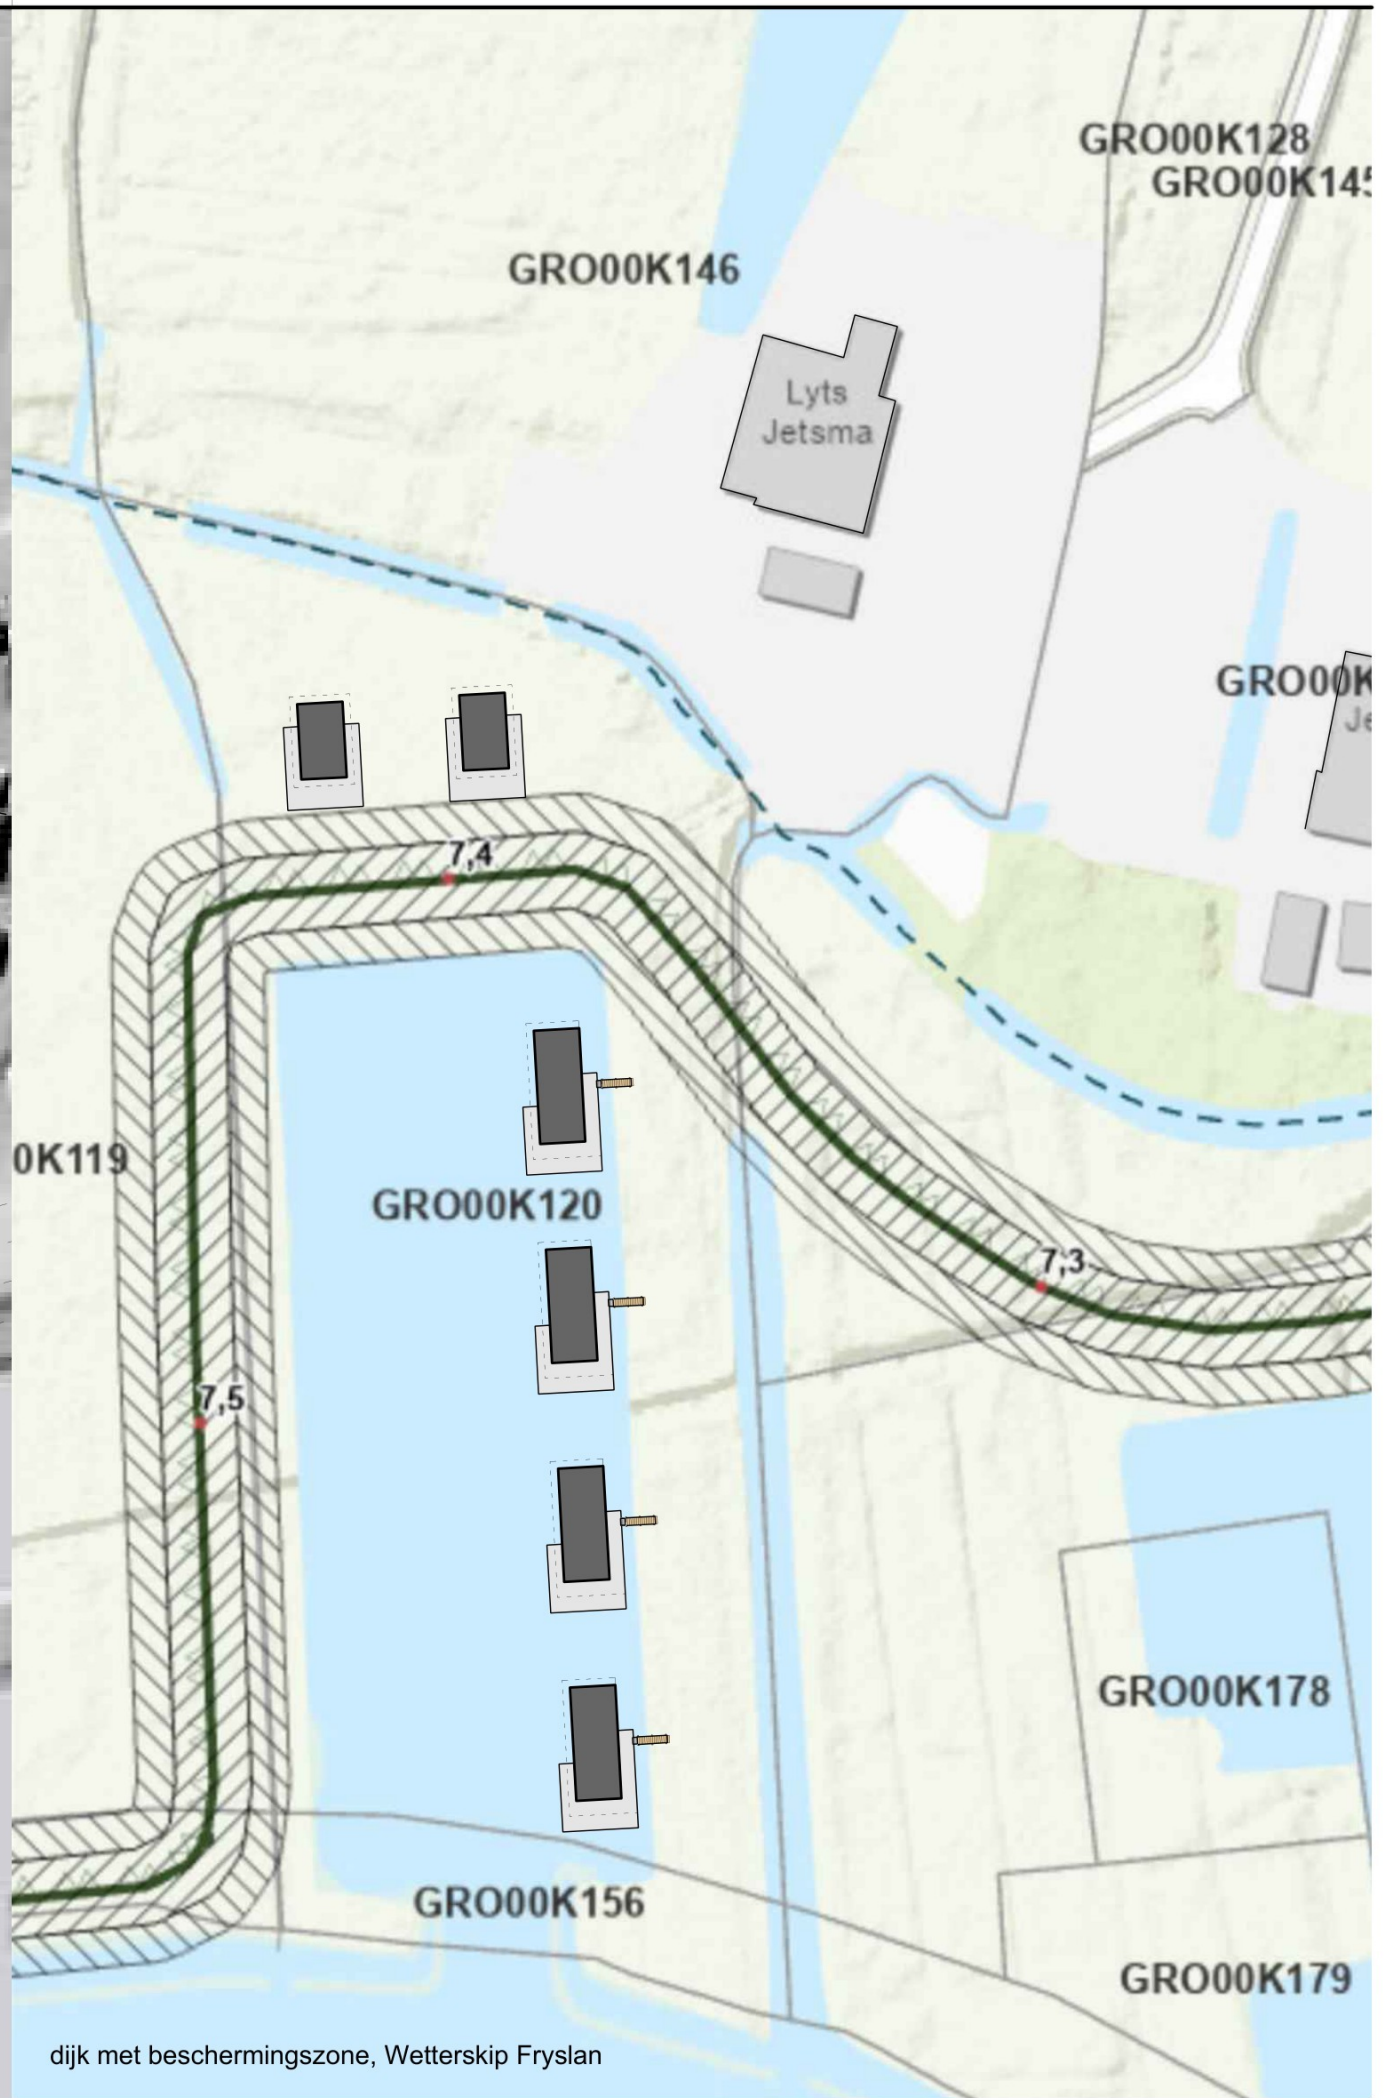 GRO00K128
GRO00K145
GRO00K146
Lyts
Jetsma
GRO00K
Je
7,4
0K119
GRO00K120
7,3
7,5
GRO00K178
GRO00K156
GRO00K179
dijk met beschermingszone, Wetterskip Fryslan